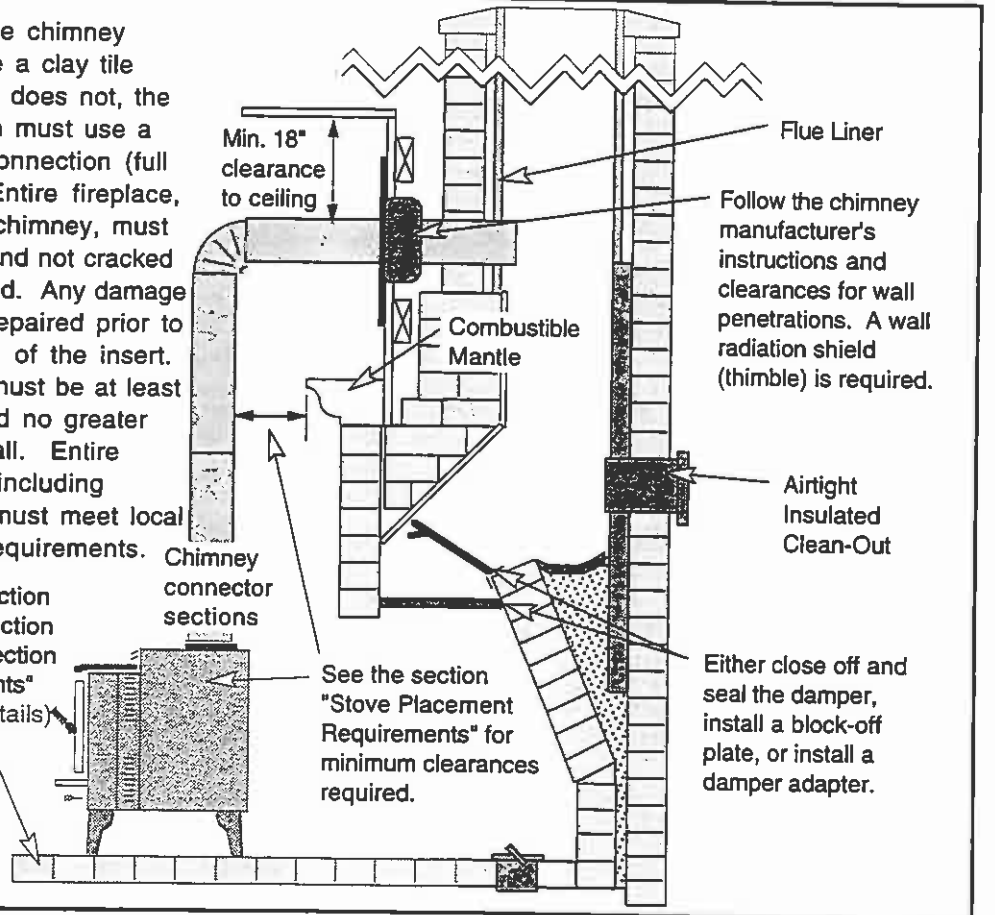 e chimney
e a clay tile
does not, the
must use a
onnection (full
Entire fireplace,
chimney, must
nd not cracked
d. Any damage
epaired prior to
of the insert.
must be at least
d no greater
all. Entire
including
must meet local
equirements.
ction
ction
ection
nts"
tails)
Min. 18"
clearance
to ceiling
Combustible
Mantle
Chimney
connector
sections
See the section
"Stove Placement
Requirements" for
minimum clearances
required.
Flue Liner
Follow the chimney
manufacturer's
instructions and
clearances for wall
penetrations. A wall
radiation shield
(thimble) is required.
Airtight
Insulated
Clean-Out
Either close off and
seal the damper,
install a block-off
plate, or install a
damper adapter.